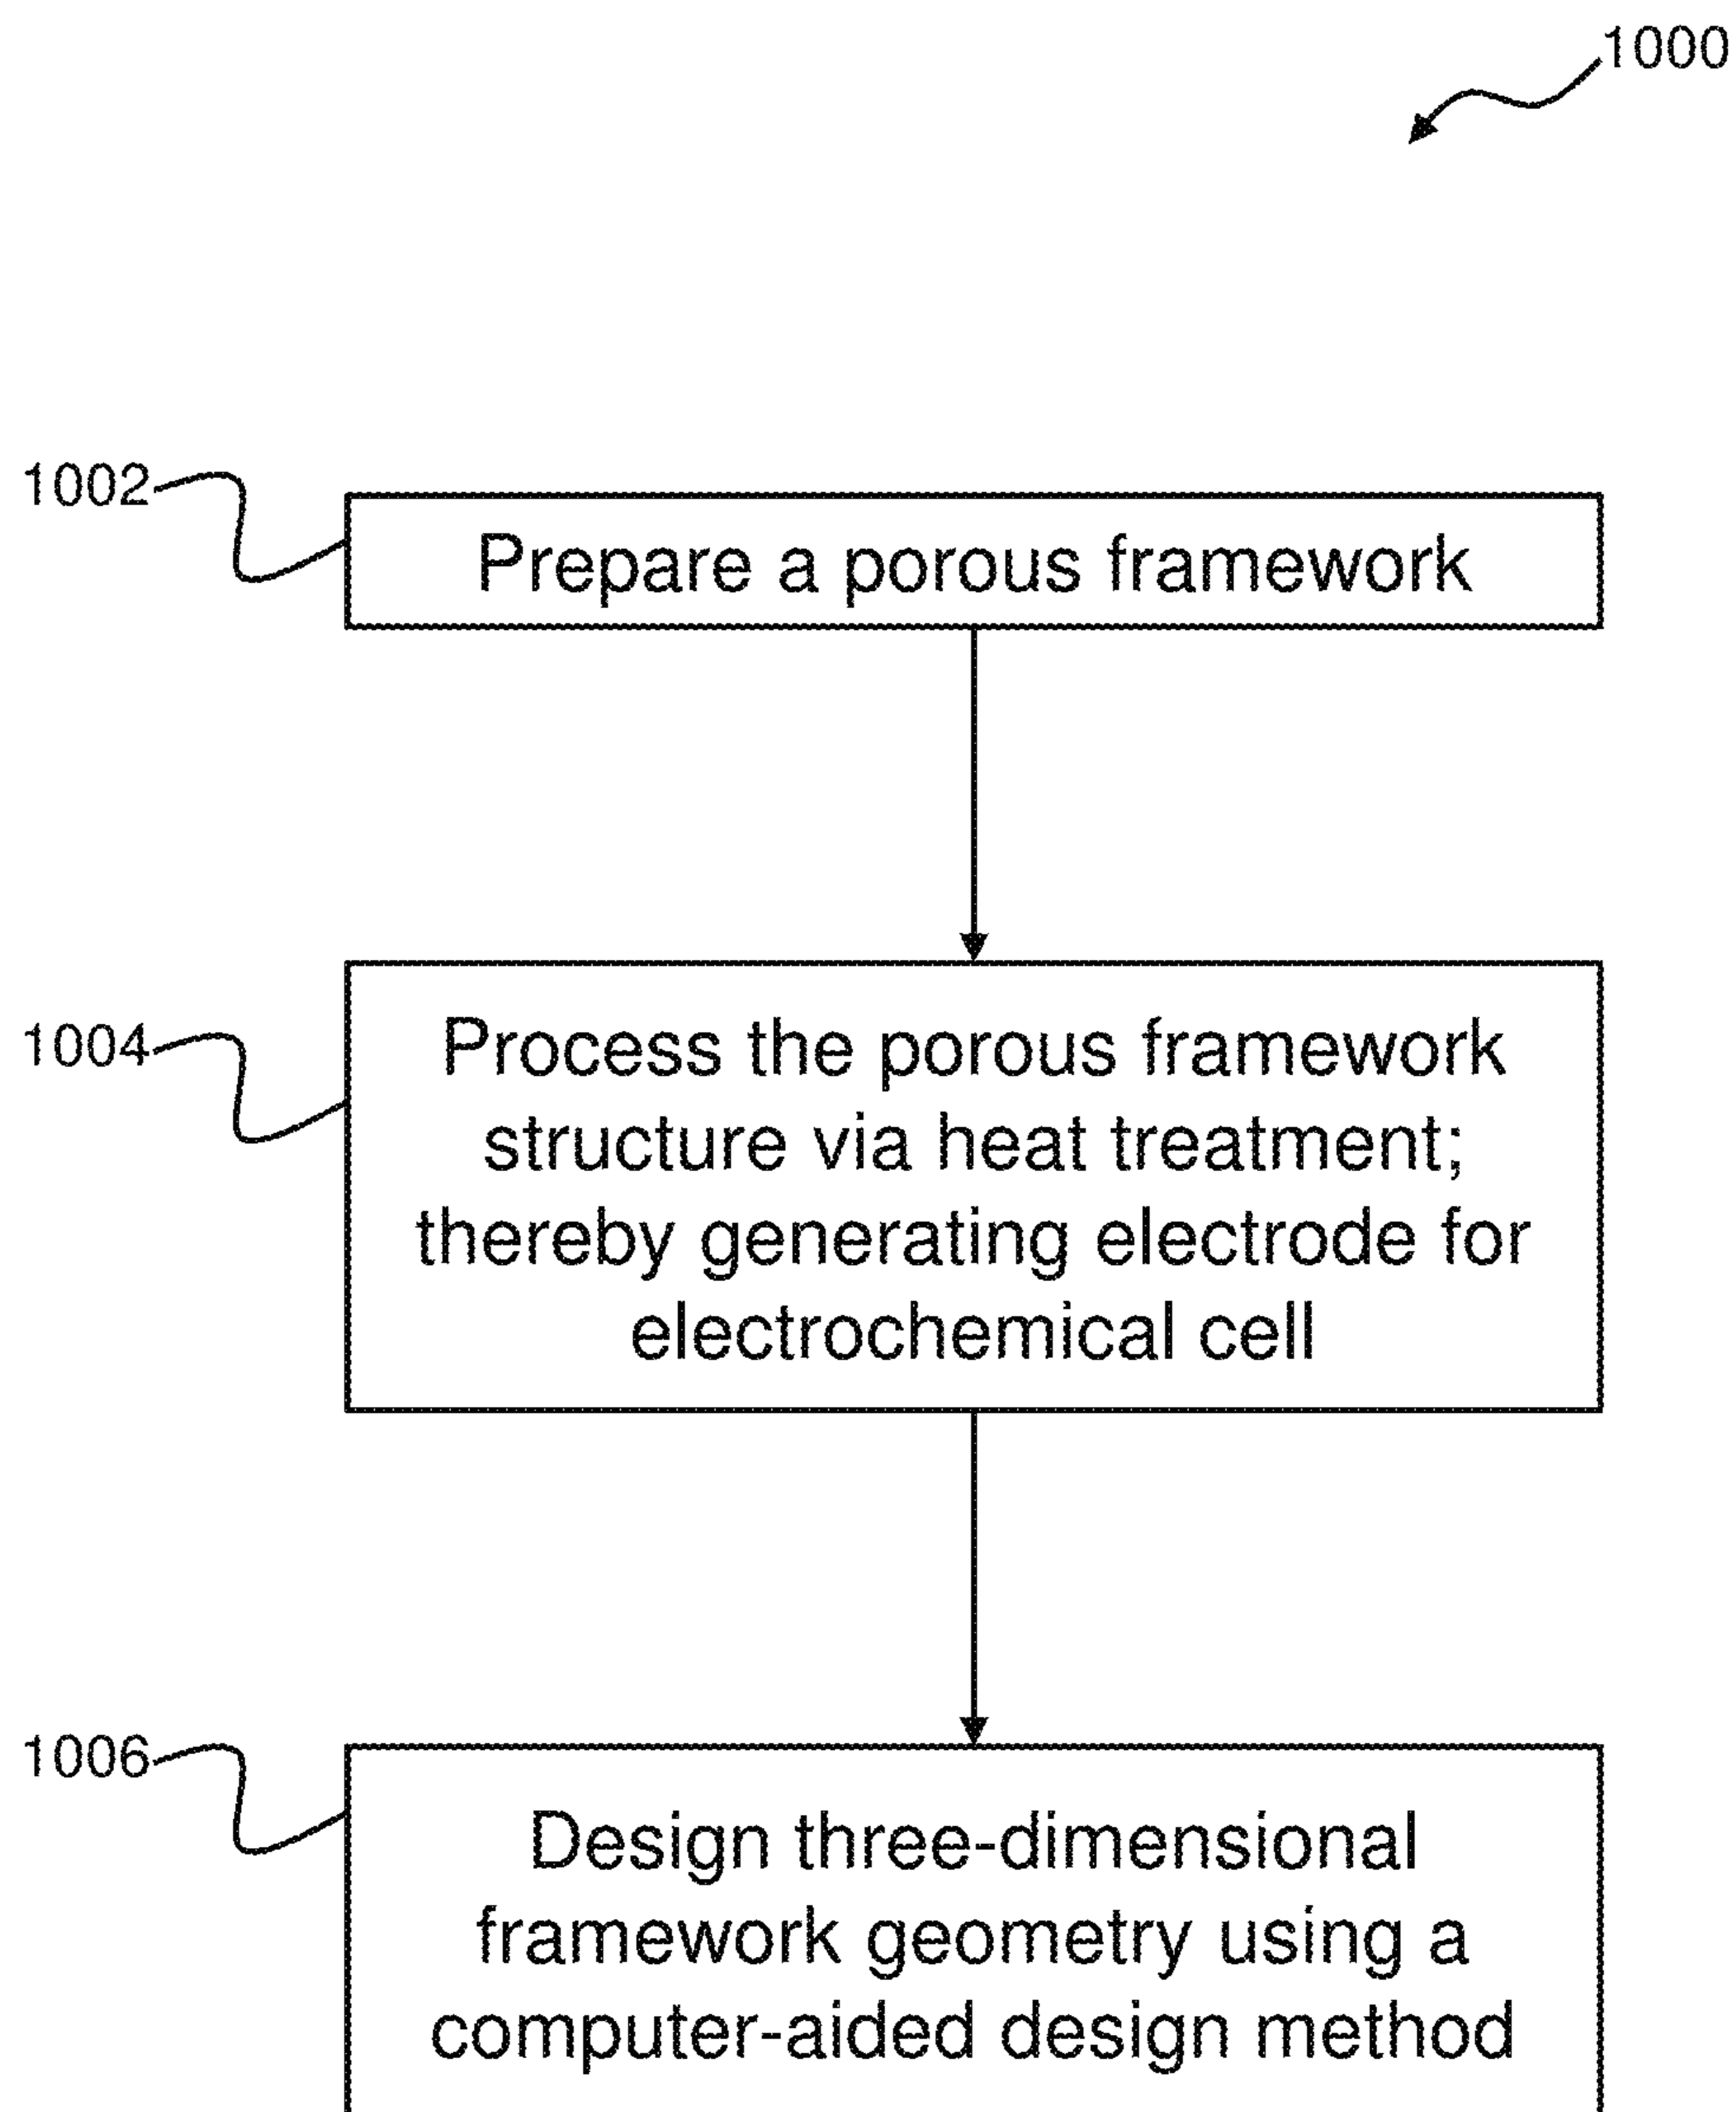 1000
1002
Prepare a porous framework
1004
Process the porous framework
structure via heat treatment;
thereby generating electrode for
electrochemical cell
1006
Design three-dimensional
framework geometry using a
computer-aided design method